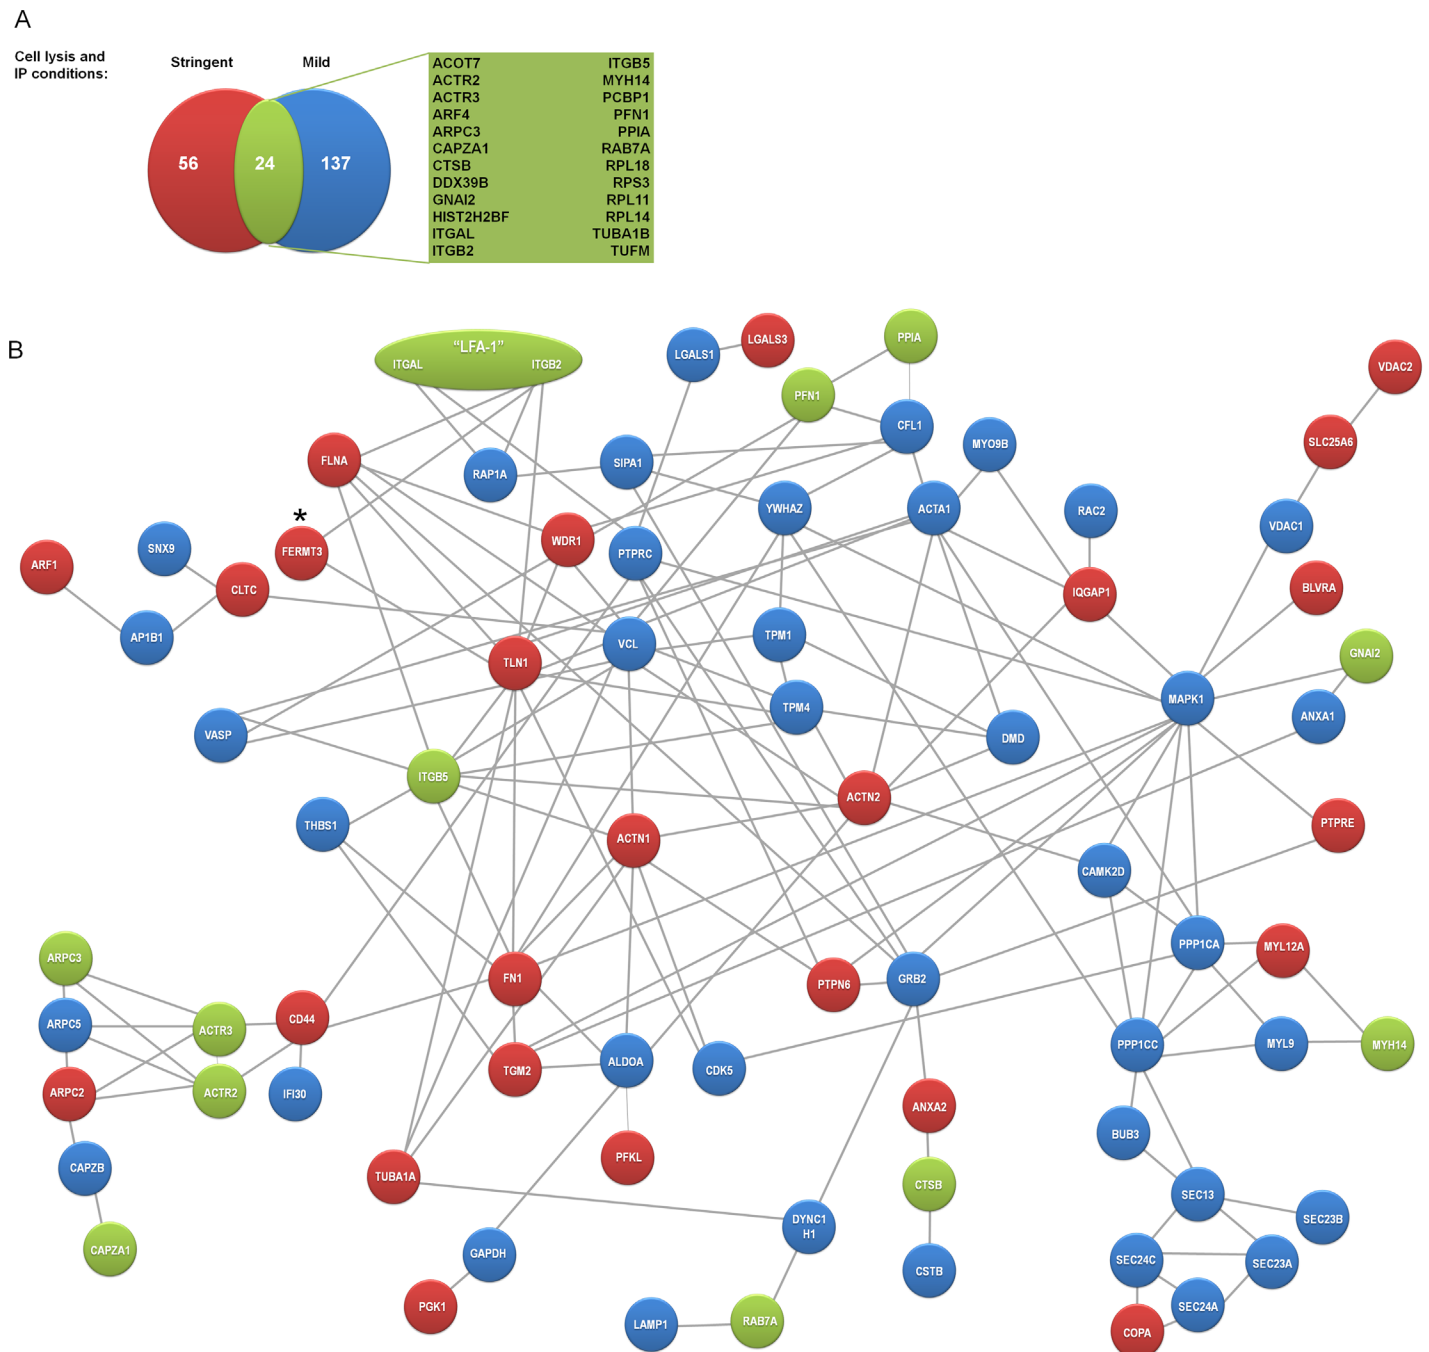 A
Cell lysis and
IP conditions:
Stringent
Mild
56
24
137
ACOT7 ITGB5
ACTR2 MYH14
ACTR3 PCBP1
ARF4 PFN1
ARPC3 PPIA
CAPZA1 RAB7A
CTSB RPL18
DDX39B RPS3
GNAI2 RPL11
HIST2H2BF RPL14
ITGAL TUBA1B
ITGB2 TUFM
B
“LFA-1”
ITGAL
ITGB2
LGALS1
LGALS3
PPIA
VDAC2
PFN1
CFL1
MYO9B
SLC25A6
FLNA
RAP1A
SIPA1
YWHAZ
ACTA1
RAC2
VDAC1
*
SNX9
FERMT3
WDR1
PTPRC
ARF1
CLTC
IQGAP1
BLVRA
AP1B1
VCL
TPM1
GNAI2
TLN1
MAPK1
ANXA1
VASP
TPM4
DMD
ITGB5
ACTN2
THBS1
ACTN1
PTPRE
CAMK2D
ARPC3
PPP1CA
MYL12A
FN1
PTPN6
GRB2
ARPC5
ACTR3
CD44
PPP1CC
MYL9
MYH14
ARPC2
ACTR2
IFI30
TGM2
ALDOA
CDK5
ANXA2
BUB3
CAPZB
TUBA1A
PFKL
CTSB
SEC13
SEC23B
CAPZA1
GAPDH
DYNC1
H1
CSTB
SEC24C
SEC23A
PGK1
LAMP1
RAB7A
SEC24A
COPA